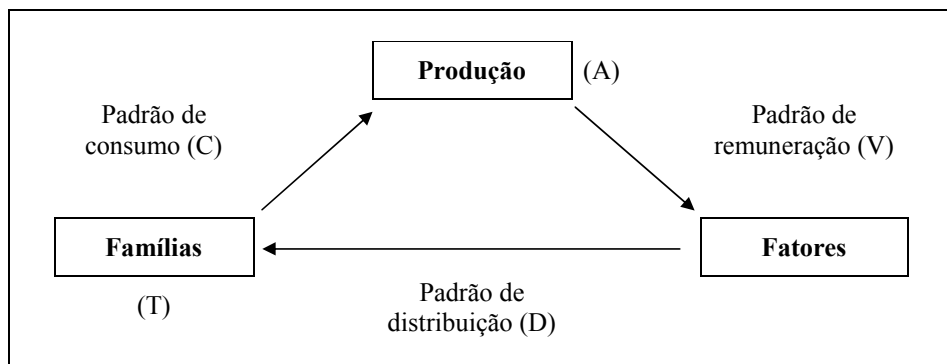 Produção
(A)
Padrão de
consumo (C)
Padrão de
remuneração (V)
Famílias
Fatores
(T)
Padrão de
distribuição (D)